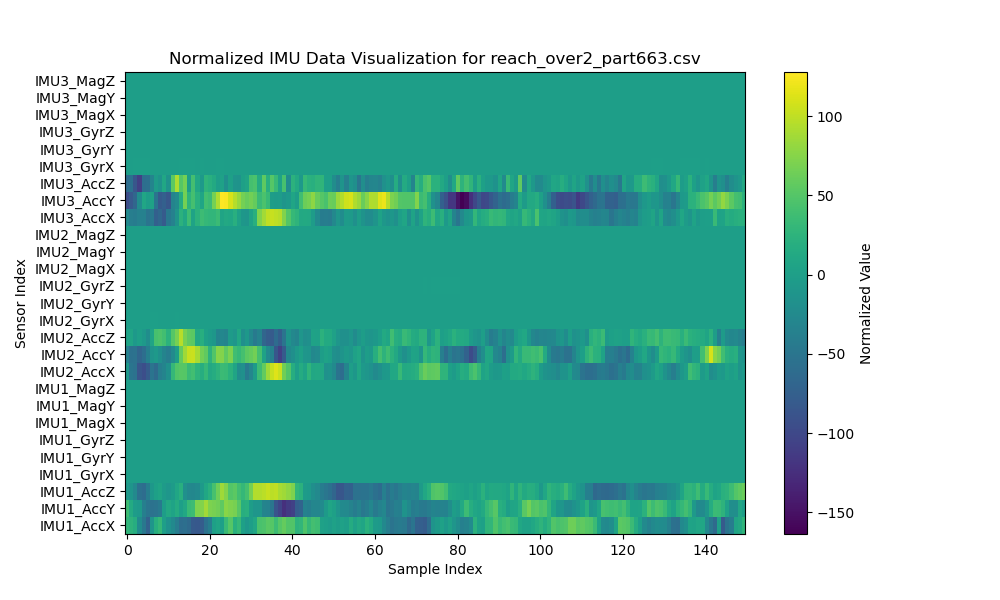 Normalized IMU Data Visualization for reach_over2_part663.csv
IMU3_MagZ
IMU3_MagY
IMU3_MagX
IMU3_GyrZ
IMU3_GyrY
IMU3_GyrX
IMU3_AccZ
IMU3_AccY
IMU3_AccX
IMU2_MagZ
IMU2_MagY
IMU2_MagX
IMU2_GyrZ
IMU2_GyrY
IMU2_GyrX
IMU2_AccZ
IMU2_AccY
IMU2_AccX
IMU1_MagZ
IMU1_MagY
IMU1_MagX
IMU1_GyrZ
IMU1_GyrY
IMU1_GyrX
IMU1_AccZ
IMU1_AccY
IMU1_AccX
Sensor Index
0 20 40 60 80 100 120 140
Sample Index
100
50
0
−50
−100
−150
Normalized Value